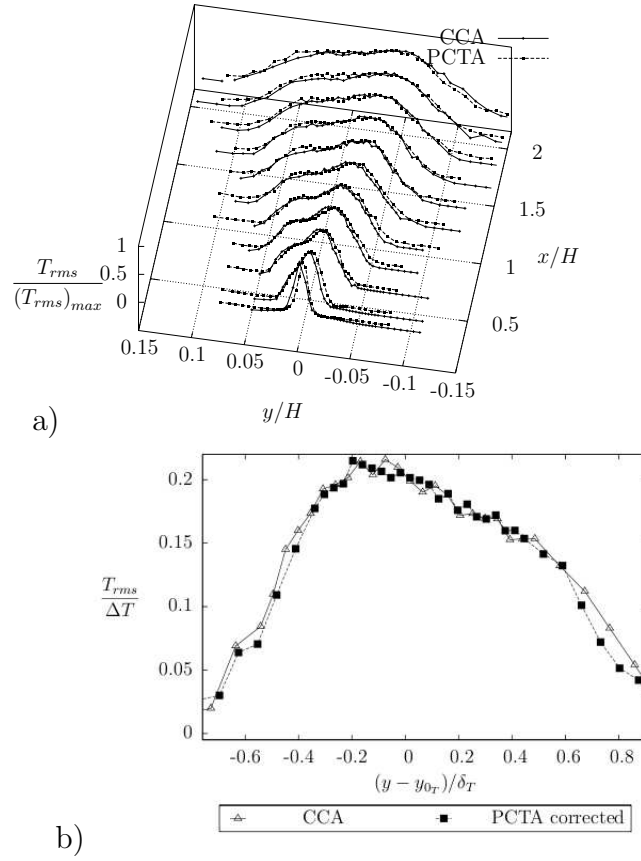 CCA
PCTA
2
1.5
1
0.5
x/H
1
0.5
0
T_rms
(T_rms)_max
0.15
0.1
0.05
0
-0.05
-0.1
-0.15
y/H
a)
0.2
0.15
0.1
0.05
0
T_rms
ΔT
-0.6
-0.4
-0.2
0
0.2
0.4
0.6
0.8
(y − y_{0_T})/δ_T
CCA
PCTA corrected
b)